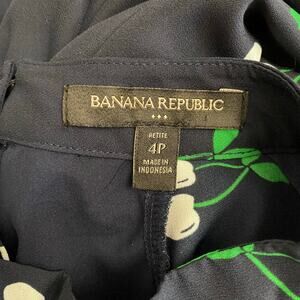 BANANA REPUBLIC
PETITE
4P
MADE IN
INDONESIA